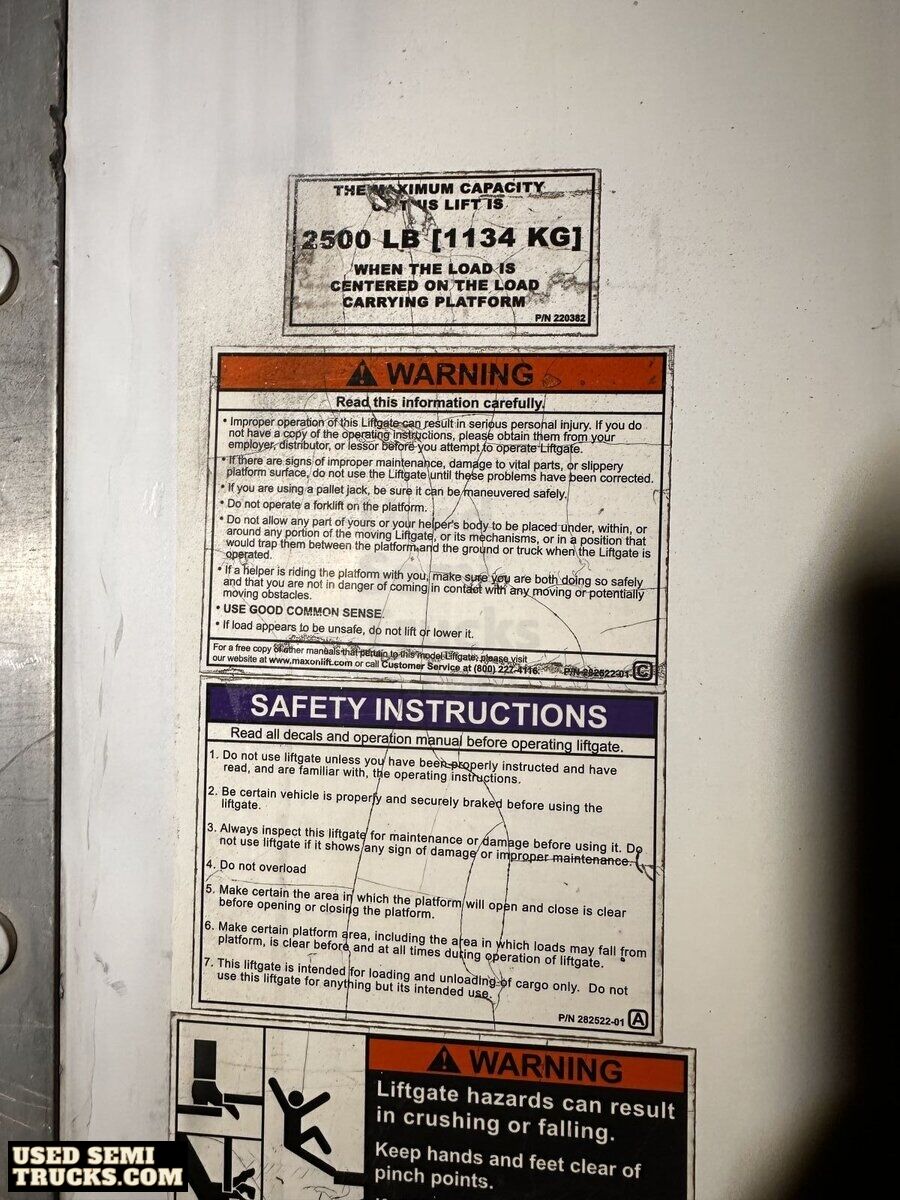 THE MAXIMUM CAPACITY
OF THIS LIFT IS
2500 LB [1134 KG]
WHEN THE LOAD IS
CENTERED ON THE LOAD
CARRYING PLATFORM
P/N 220382
WARNING
Read this information carefully.
• Improper operation of this Liftgate can result in serious personal injury. If you do
not have a copy of the operating instructions, please obtain them from your
employer, distributor, or lessor before you attempt to operate Liftgate.
• If there are signs of improper maintenance, damage to vital parts, or slippery
platform surface, do not use the Liftgate until these problems have been corrected.
• If you are using a pallet jack, be sure it can be maneuvered safely.
• Do not operate a forklift on the platform.
• Do not allow any part of yours or your helper's body to be placed under, within, or
around any portion of the moving Liftgate, or its mechanisms, or in a position that
would trap them between the platform and the ground or truck when the Liftgate is
operated.
• If a helper is riding the platform with you, make sure you are both doing so safely
and that you are not in danger of coming in contact with any moving or potentially
moving obstacles.
• USE GOOD COMMON SENSE.
• If load appears to be unsafe, do not lift or lower it.
For a free copy of other manuals that pertain to this model Liftgate, please visit
our website at www.maxonlift.com or call Customer Service at (800) 227-4116.
P/N 282522-01 C
SAFETY INSTRUCTIONS
Read all decals and operation manual before operating liftgate.
1. Do not use liftgate unless you have been properly instructed and have
read, and are familiar with, the operating instructions.
2. Be certain vehicle is properly and securely braked before using the
liftgate.
3. Always inspect this liftgate for maintenance or damage before using it. Do
not use liftgate if it shows any sign of damage or improper maintenance.
4. Do not overload
5. Make certain the area in which the platform will open and close is clear
before opening or closing the platform.
6. Make certain platform area, including the area in which loads may fall from
platform, is clear before and at all times during operation of liftgate.
7. This liftgate is intended for loading and unloading of cargo only. Do not
use this liftgate for anything but its intended use.
P/N 282522-01 A
WARNING
Liftgate hazards can result
in crushing or falling.
Keep hands and feet clear of
pinch points.
USED SEMI
TRUCKS.COM